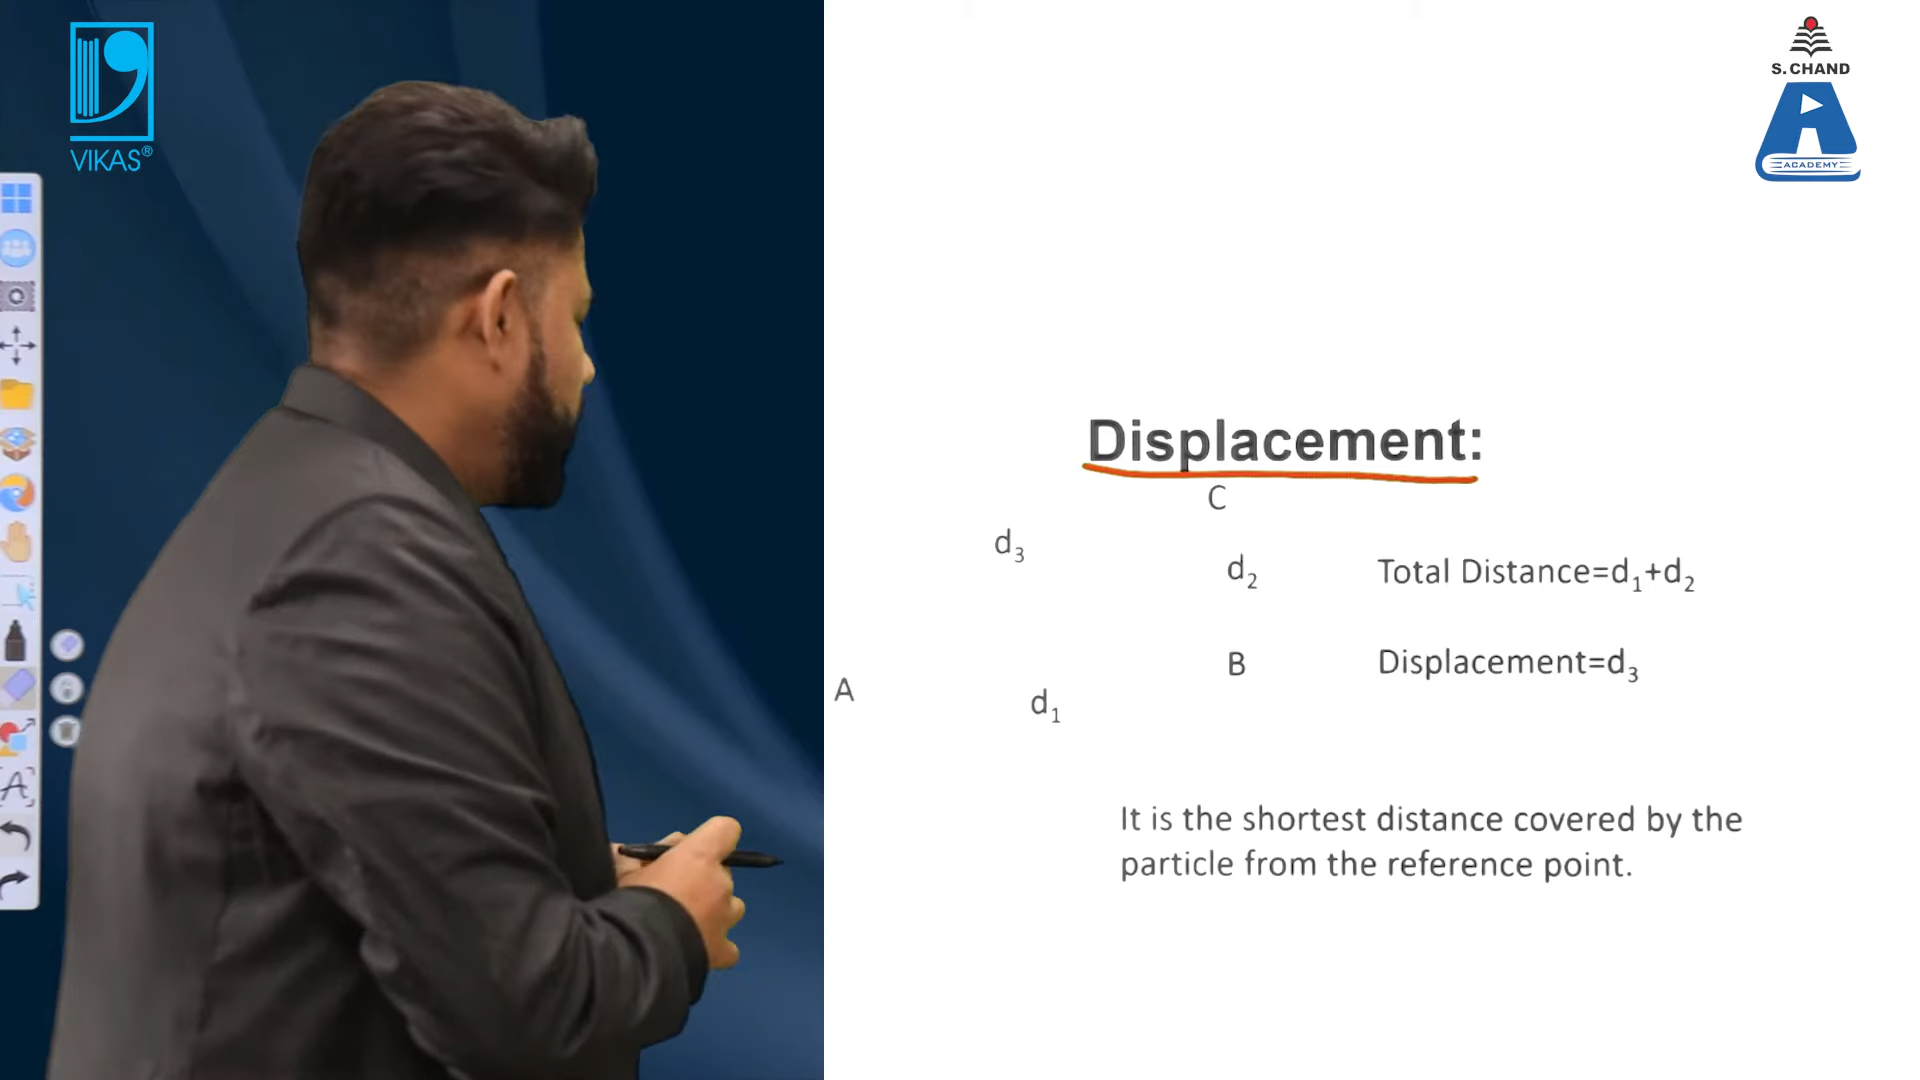 VIKAS®
S. CHAND
ACADEMY
Displacement:
C
d₃
d₂
Total Distance=d₁+d₂
B
Displacement=d₃
A
d₁
It is the shortest distance covered by the
particle from the reference point.